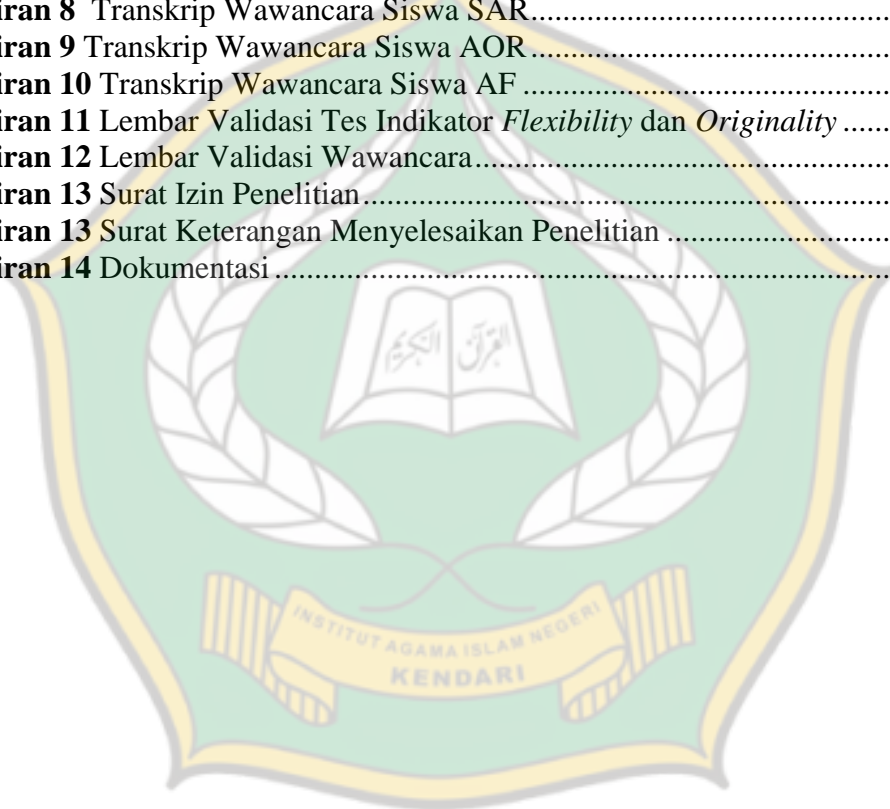 iran 8 Transkrip Wawancara Siswa SAR
iran 9 Transkrip Wawancara Siswa AOR
iran 10 Transkrip Wawancara Siswa AF
iran 11 Lembar Validasi Tes Indikator Flexibility dan Originality
iran 12 Lembar Validasi Wawancara
iran 13 Surat Izin Penelitian
iran 13 Surat Keterangan Menyelesaikan Penelitian
iran 14 Dokumentasi
القرآن الكريم
INSTITUT AGAMA ISLAM NEGERI
KENDARI